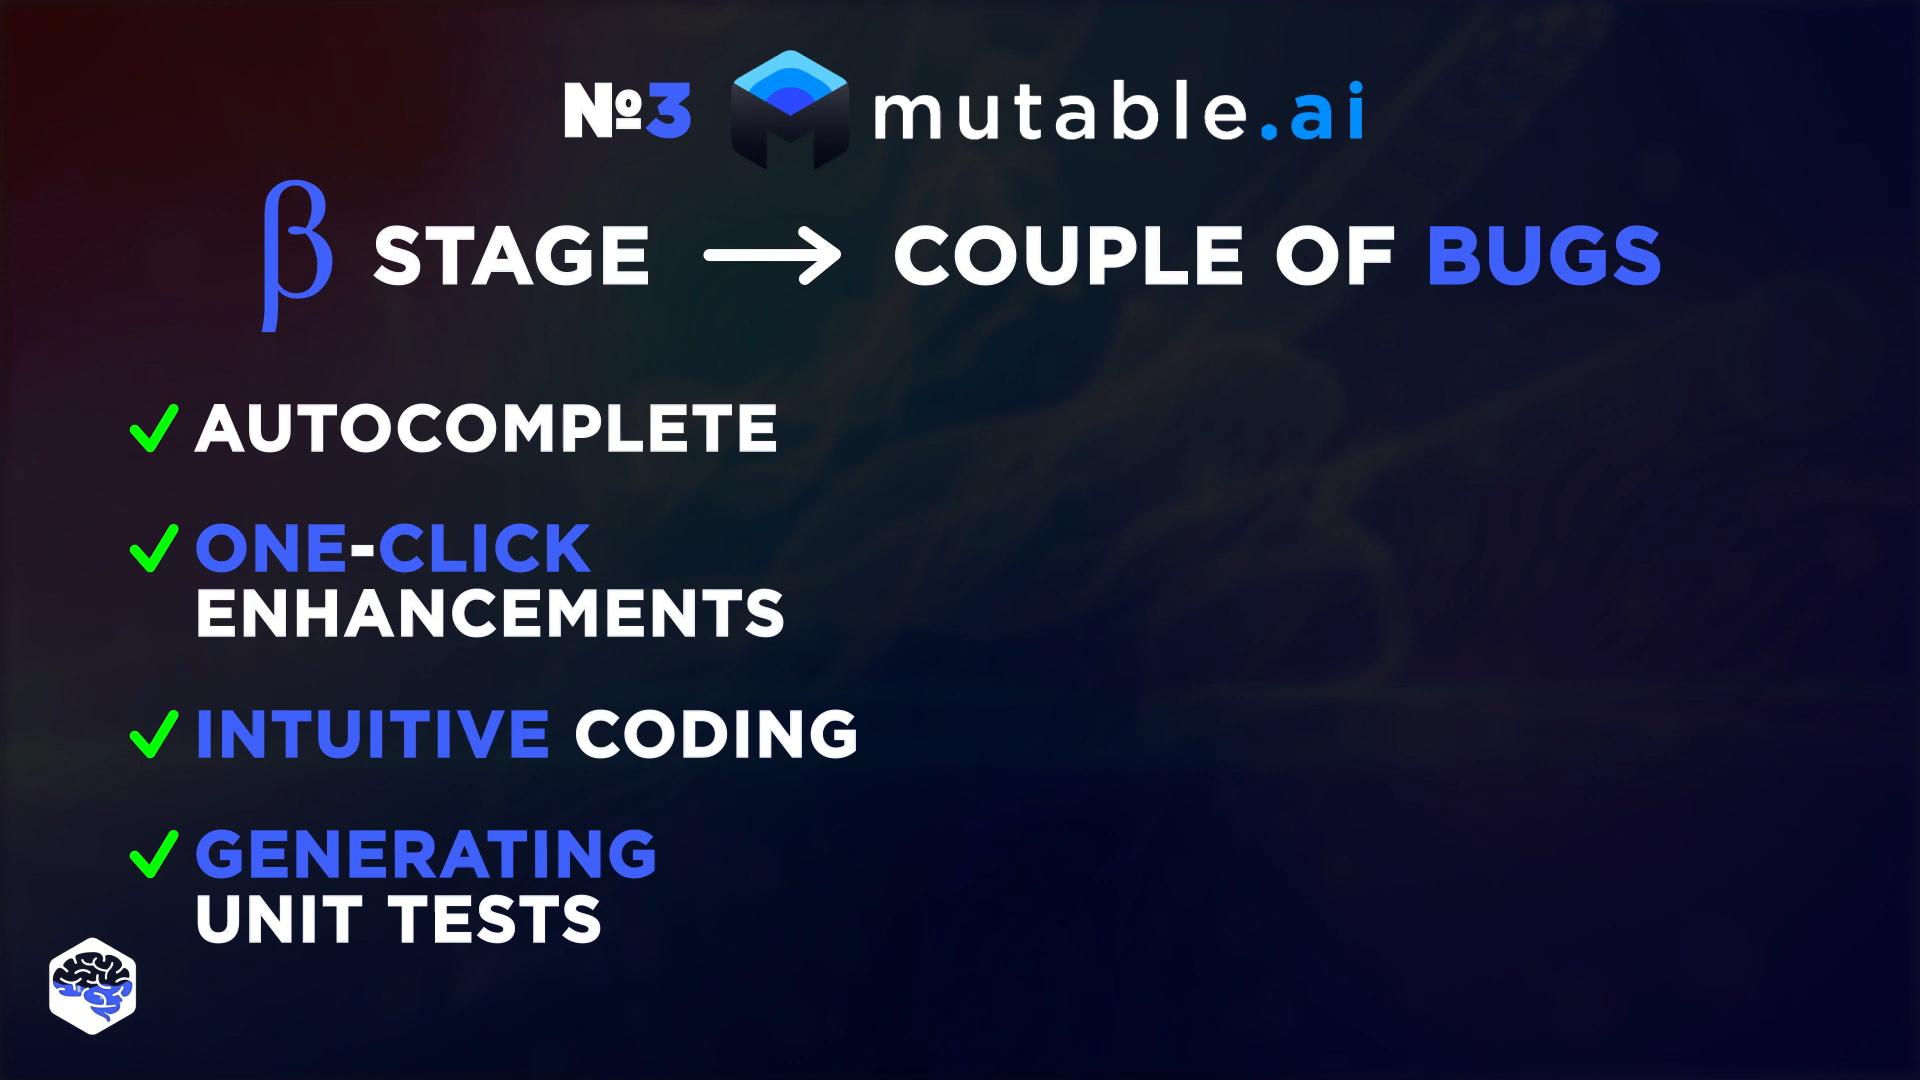 №3 mutable.ai
β STAGE → COUPLE OF BUGS
✓ AUTOCOMPLETE
✓ ONE-CLICK
ENHANCEMENTS
✓ INTUITIVE CODING
✓ GENERATING
UNIT TESTS